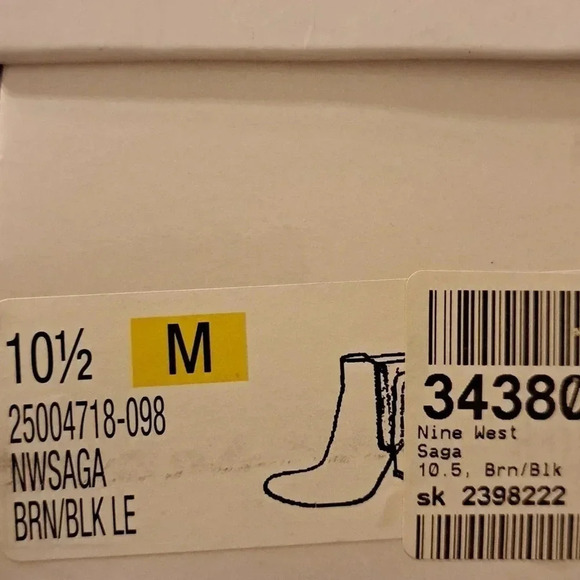 10½ M
25004718-098
NWSAGA
BRN/BLK LE
34380
Nine West
Saga
10.5, Brn/Blk
sk 2398222